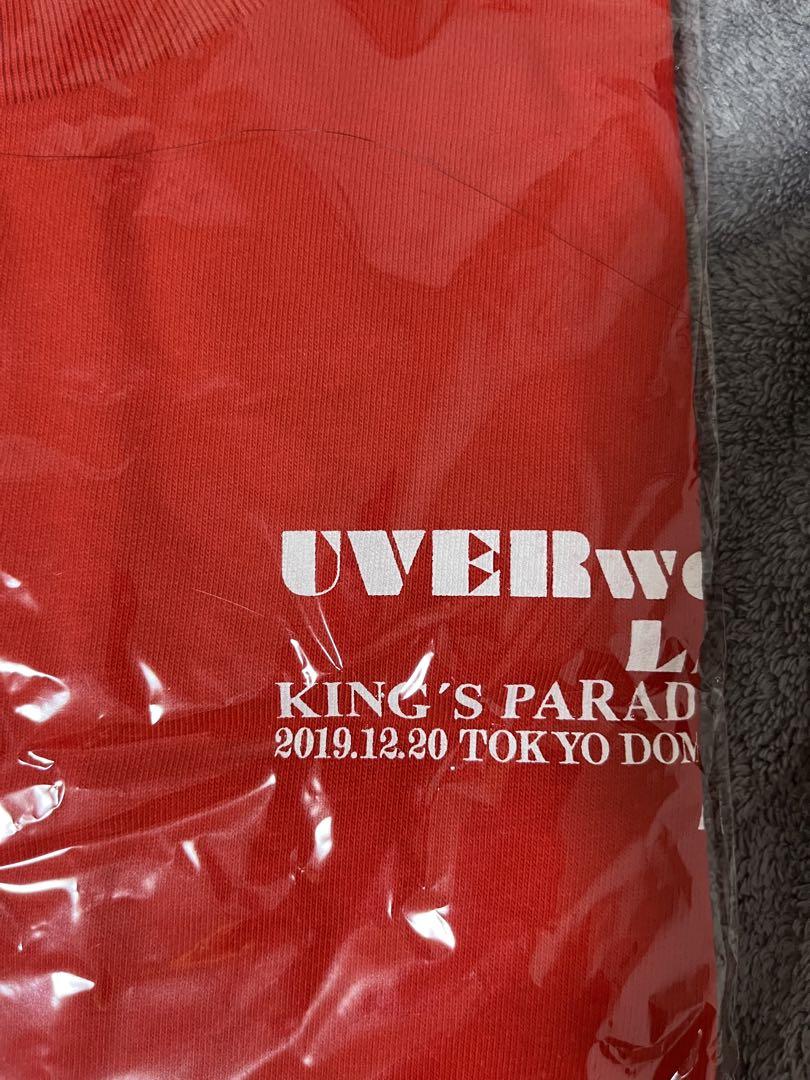 UVERw
L
KING´S PARAD
2019.12.20 TOKYO DOM